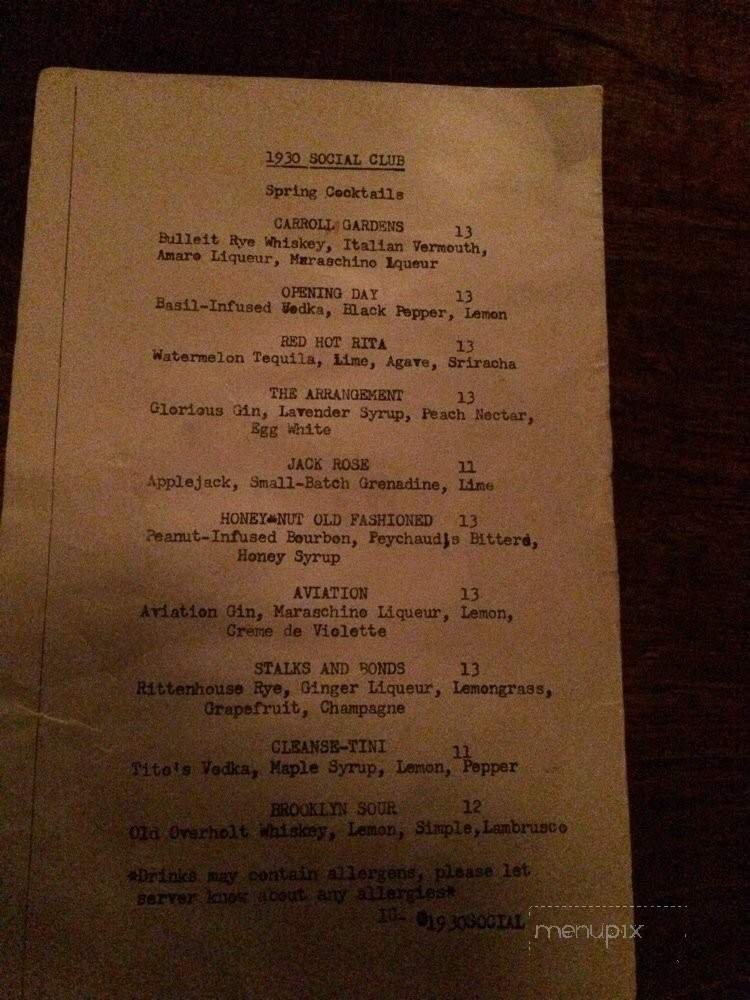 1930 SOCIAL CLUB
Spring Cocktails
CARROLL GARDENS 13
Bulleit Rye Whiskey, Italian Vermouth,
Amaro Liqueur, Maraschino Lqueur
OPENING DAY 13
Basil-Infused Vodka, Black Pepper, Lemon
RED HOT RITA 13
Watermelon Tequila, Lime, Agave, Sriracha
THE ARRANGEMENT 13
Glorious Gin, Lavender Syrup, Peach Nectar,
Egg White
JACK ROSE 11
Applejack, Small-Batch Grenadine, Lime
HONEY*NUT OLD FASHIONED 13
Peanut-Infused Bourbon, Peychaud's Bitters,
Honey Syrup
AVIATION 13
Aviation Gin, Maraschino Liqueur, Lemon,
Creme de Violette
STALKS AND BONDS 13
Rittenhouse Rye, Ginger Liqueur, Lemongrass,
Grapefruit, Champagne
CLEANSE-TINI 11
Tito's Vodka, Maple Syrup, Lemon, Pepper
BROOKLYN SOUR 12
Old Overholt Whiskey, Lemon, Simple,Lambrusco
*Drinks may contain allergens, please let
server know about any allergies*
@1930SOCIAL
menupix